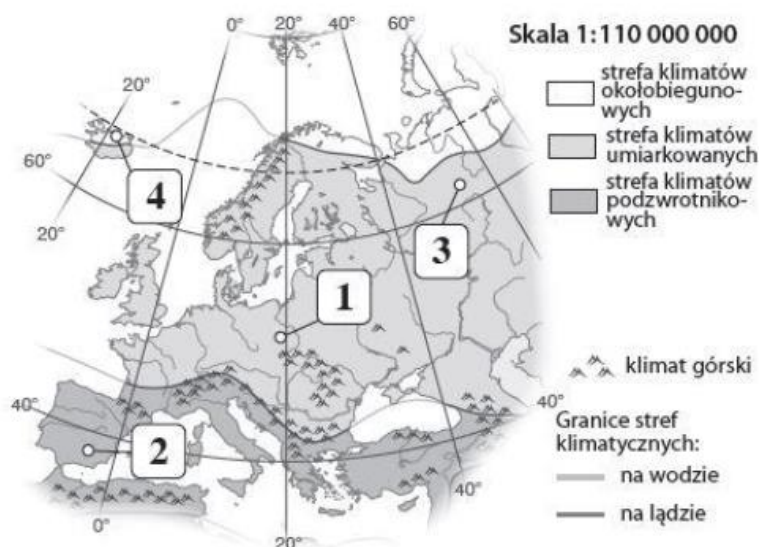 0° 20° 40° 60°
Skala 1:110 000 000
strefa klimatów
okołobieguno-
wych
strefa klimatów
umiarkowanych
strefa klimatów
podzwrotniko-
wych
20°
60°
20°
4
3
1
40°
2
0°
20°
40°
40°
klimat górski
Granice stref
klimatycznych:
na wodzie
na lądzie